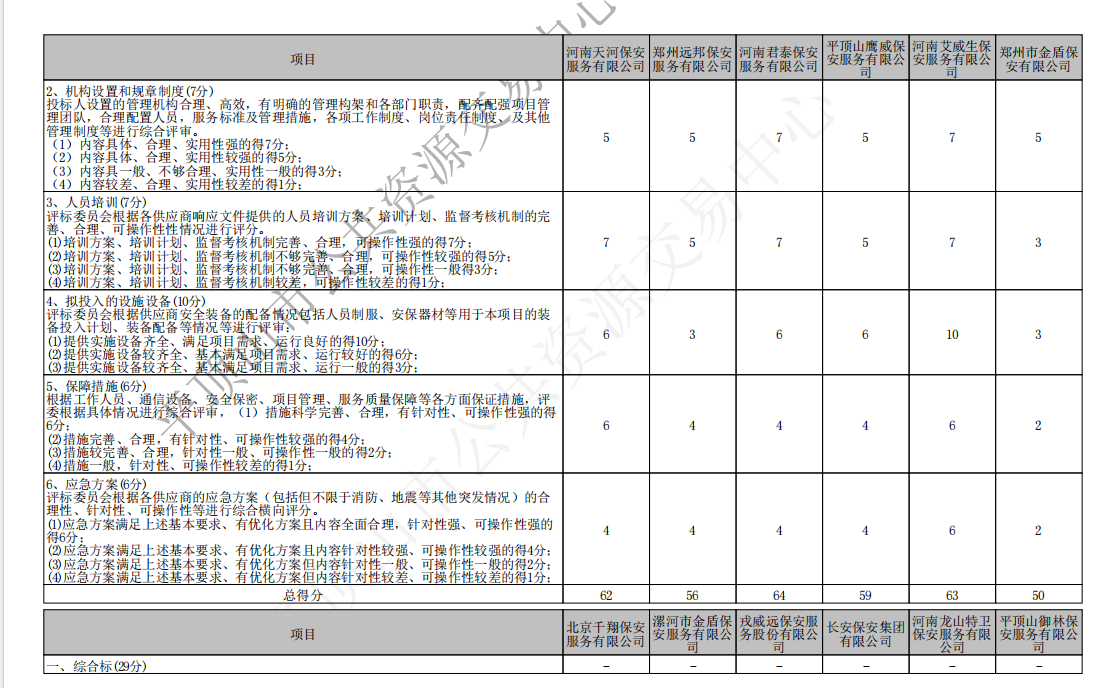 项目
河南天河保安服务有限公司
郑州远邦保安服务有限公司
河南君泰保安服务有限公司
平顶山鹰威保安服务有限公司
河南艾威生保安服务有限公司
郑州市金盾保安有限公司
2、机构设置和规章制度(7分)
投标人设置的管理机构合理、高效，有明确的管理构架和各部门职责，配齐配强项目管
理团队，合理配置人员，服务标准及管理措施，各项工作制度、岗位责任制度、及其他
管理制度等进行综合评审。
（1）内容具体、合理、实用性强的得7分；
（2）内容具体、合理、实用性较强的得5分；
（3）内容具一般、不够合理、实用性一般的得3分；
（4）内容较差、合理、实用性较差的得1分；
5 5 7 5 7 5
3、人员培训(7分)
评标委员会根据各供应商响应文件提供的人员培训方案、培训计划、监督考核机制的完
善、合理、可操作性性情况进行评分。
(1)培训方案、培训计划、监督考核机制完善、合理，可操作性强的得7分；
(2)培训方案、培训计划、监督考核机制不够完善、合理，可操作性较强的得5分；
(3)培训方案、培训计划、监督考核机制不够完善、合理，可操作性一般得3分；
(4)培训方案、培训计划、监督考核机制较差，可操作性较差的得1分；
7 5 7 5 7 3
4、拟投入的设施设备(10分)
评标委员会根据供应商安全装备的配备情况包括人员制服、安保器材等用于本项目的装
备投入计划、装备配备等情况等进行评审；
(1)提供实施设备齐全、满足项目需求、运行良好的得10分；
(2)提供实施设备较齐全、基本满足项目需求、运行较好的得6分；
(3)提供实施设备较齐全、基本满足项目需求、运行一般的得3分；
6 3 6 6 10 3
5、保障措施(6分)
根据工作人员、通信设备、安全保密、项目管理、服务质量保障等各方面保证措施，评
委根据具体情况进行综合评审，（1）措施科学完善、合理，有针对性、可操作性强的得
6分；
(2)措施完善、合理，有针对性、可操作性较强的得4分；
(3)措施较完善、合理，针对性一般、可操作性一般的得2分；
(4)措施一般，针对性、可操作性较差的得1分；
6 4 4 4 6 2
6、应急方案(6分)
评标委员会根据各供应商的应急方案（包括但不限于消防、地震等其他突发情况）的合
理性、针对性、可操作性等进行综合横向评分。
(1)应急方案满足上述基本要求、有优化方案且内容全面合理，针对性强、可操作性强的
得6分；
(2)应急方案满足上述基本要求、有优化方案且内容针对性较强、可操作性较强的得4分；
(3)应急方案满足上述基本要求、有优化方案但内容针对性一般、可操作性一般的得2分；
(4)应急方案满足上述基本要求、有优化方案但内容针对性较差、可操作性较差的得1分；
4 4 4 4 6 2
总得分 62 56 64 59 63 50
项目
北京千翔保安服务有限公司
漯河市金盾保安服务有限公司
戎威远保安服务股份有限公司
长安保安集团有限公司
河南龙山特卫保安服务有限公司
平顶山御林保安服务有限公司
一、综合标(29分) - - - - - -
平顶山市公共资源交易中心
平顶山市公共资源交易中心